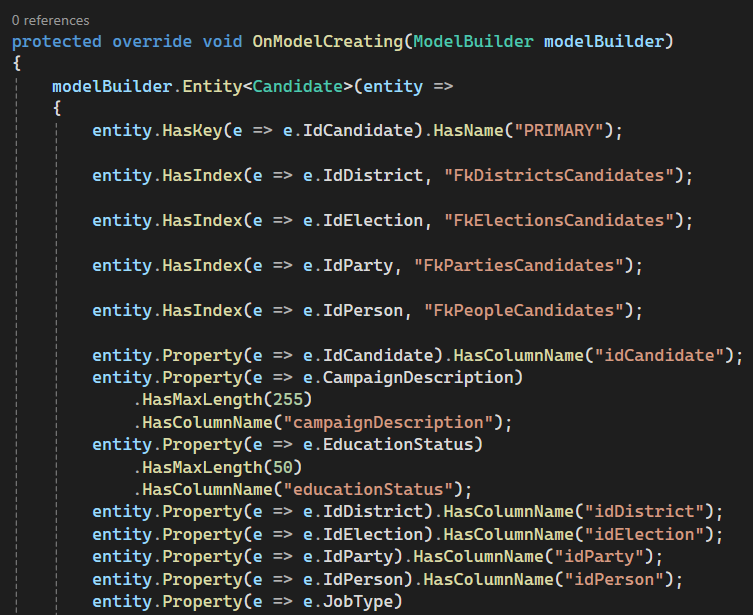 0 references
protected override void OnModelCreating(ModelBuilder modelBuilder)
{
    modelBuilder.Entity<Candidate>(entity =>
    {
        entity.HasKey(e => e.IdCandidate).HasName("PRIMARY");

        entity.HasIndex(e => e.IdDistrict, "FkDistrictsCandidates");

        entity.HasIndex(e => e.IdElection, "FkElectionsCandidates");

        entity.HasIndex(e => e.IdParty, "FkPartiesCandidates");

        entity.HasIndex(e => e.IdPerson, "FkPeopleCandidates");

        entity.Property(e => e.IdCandidate).HasColumnName("idCandidate");
        entity.Property(e => e.CampaignDescription)
            .HasMaxLength(255)
            .HasColumnName("campaignDescription");
        entity.Property(e => e.EducationStatus)
            .HasMaxLength(50)
            .HasColumnName("educationStatus");
        entity.Property(e => e.IdDistrict).HasColumnName("idDistrict");
        entity.Property(e => e.IdElection).HasColumnName("idElection");
        entity.Property(e => e.IdParty).HasColumnName("idParty");
        entity.Property(e => e.IdPerson).HasColumnName("idPerson");
        entity.Property(e => e.JobType)